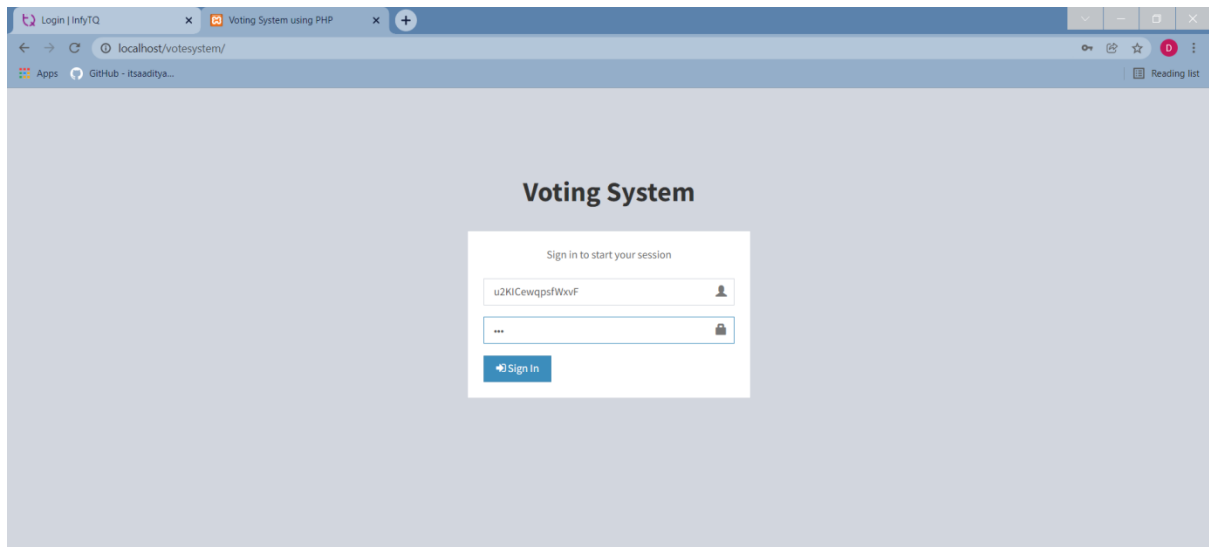 Login | InfyTQ
Voting System using PHP
localhost/votesystem/
D
Apps
GitHub - itsaaditya...
Reading list
Voting System
Sign in to start your session
u2KICewqpsfWxvF
•••
Sign In